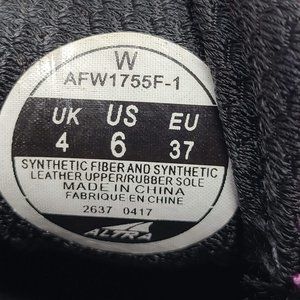 W
AFW1755F-1
UK US EU
4 6 37
SYNTHETIC FIBER AND SYNTHETIC
LEATHER UPPER/RUBBER SOLE
MADE IN CHINA
FABRIQUE EN CHINE
2637 0417
ALTRA